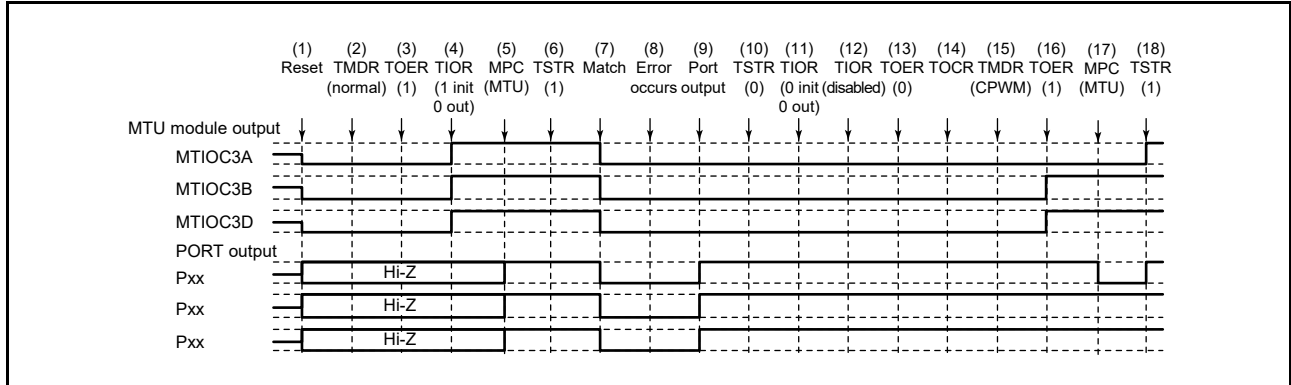 (1) (2) (3) (4) (5) (6) (7) (8) (9) (10) (11) (12) (13) (14) (15) (16) (17) (18)
Reset TMDR TOER TIOR MPC TSTR Match Error Port TSTR TIOR TIOR TOER TOCR TMDR TOER MPC TSTR
(normal) (1) (1 init (MTU) (1) occurs output (0) (0 init (disabled) (0) (CPWM) (1) (MTU) (1)
0 out) 0 out)
MTU module output
MTIOC3A
MTIOC3B
MTIOC3D
PORT output
Pxx Hi-Z
Pxx Hi-Z
Pxx Hi-Z